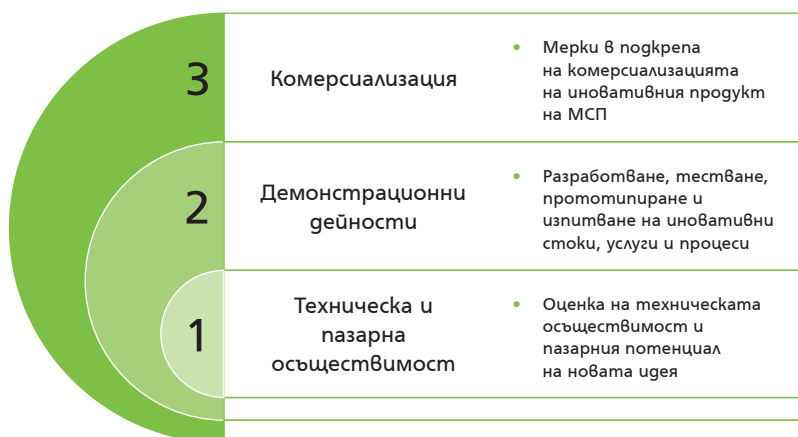 3
Комерсиализация
• Мерки в подкрепа
на комерсиализацията
на иновативния продукт
на МСП
2
Демонстрационни
дейности
• Разработване, тестване,
прототипиране и
изпитване на иновативни
стоки, услуги и процеси
1
Техническа и
пазарна
осъществимост
• Оценка на техническата
осъществимост и
пазарния потенциал
на новата идея